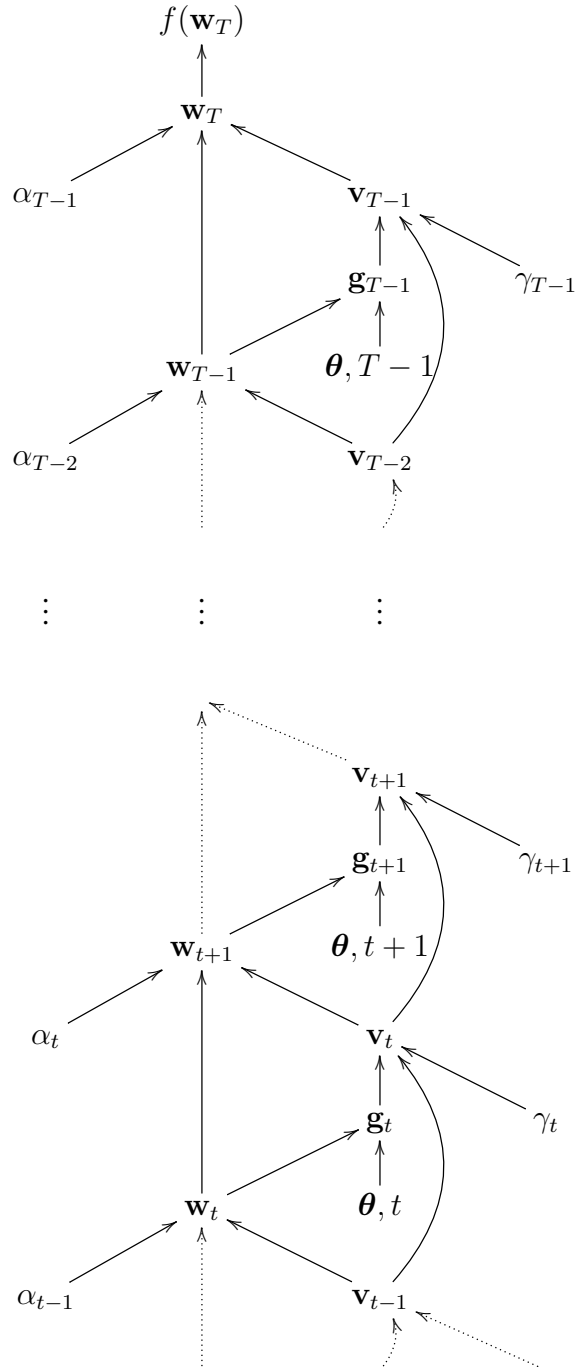 f(𝐰_T)
𝐰_T
α_{T−1} 𝐯_{T−1}
𝐠_{T−1} γ_{T−1}
𝐰_{T−1} 𝜽, T − 1
α_{T−2} 𝐯_{T−2}
⋮ ⋮ ⋮
𝐯_{t+1}
𝐠_{t+1} γ_{t+1}
𝐰_{t+1} 𝜽, t + 1
α_t 𝐯_t
𝐠_t γ_t
𝐰_t 𝜽, t
α_{t−1} 𝐯_{t−1}